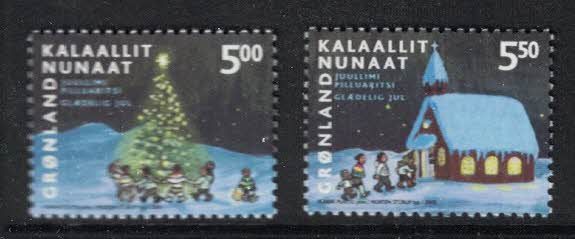 KALAALLIT
NUNAAT
5.00
JUULLIMI
PILLUARITSI
GLÆDELIG JUL
GRØNLAND
KALAALLIT
NUNAAT
5.50
JUULLIMI
PILLUARITSI
GLÆDELIG JUL
GRØNLAND